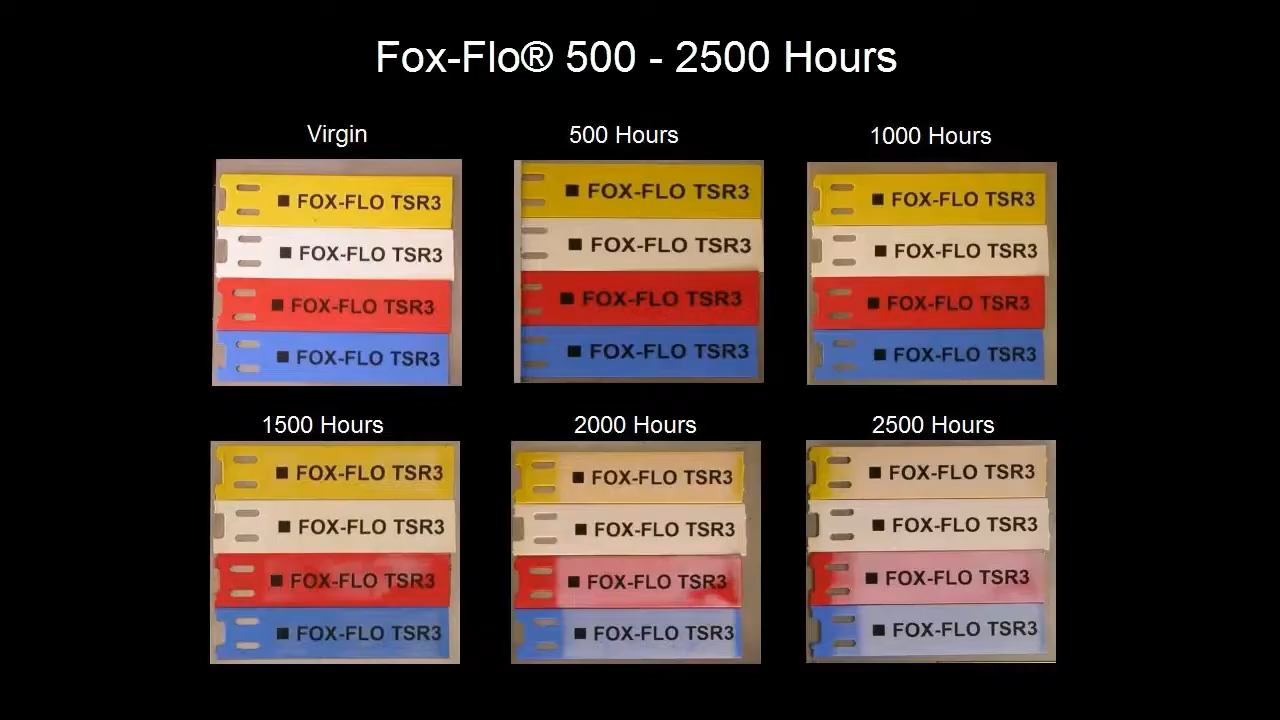 Fox-Flo® 500 - 2500 Hours
Virgin
500 Hours
1000 Hours
■ FOX-FLO TSR3
■ FOX-FLO TSR3
■ FOX-FLO TSR3
■ FOX-FLO TSR3
■ FOX-FLO TSR3
■ FOX-FLO TSR3
■ FOX-FLO TSR3
■ FOX-FLO TSR3
■ FOX-FLO TSR3
■ FOX-FLO TSR3
■ FOX-FLO TSR3
■ FOX-FLO TSR3
1500 Hours
2000 Hours
2500 Hours
■ FOX-FLO TSR3
■ FOX-FLO TSR3
■ FOX-FLO TSR3
■ FOX-FLO TSR3
■ FOX-FLO TSR3
■ FOX-FLO TSR3
■ FOX-FLO TSR3
■ FOX-FLO TSR3
■ FOX-FLO TSR3
■ FOX-FLO TSR3
■ FOX-FLO TSR3
■ FOX-FLO TSR3